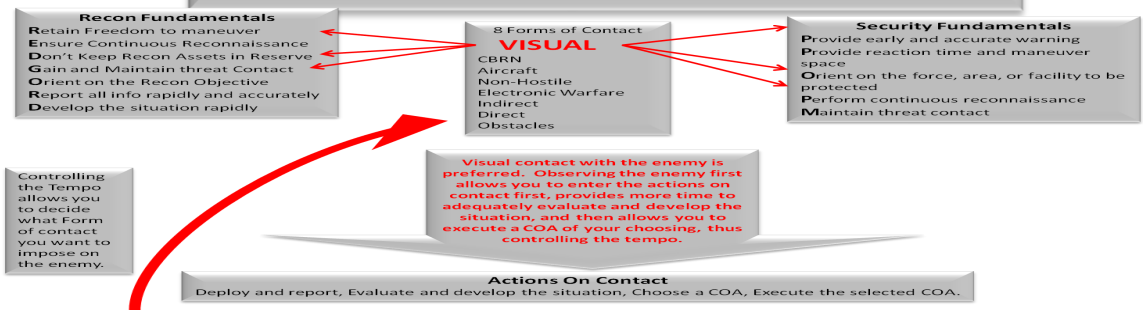 Recon Fundamentals
Retain Freedom to maneuver
Ensure Continuous Reconnaissance
Don't Keep Recon Assets in Reserve
Gain and Maintain threat Contact
Orient on the Recon Objective
Report all info rapidly and accurately
Develop the situation rapidly
8 Forms of Contact
VISUAL
CBRN
Aircraft
Non-Hostile
Electronic Warfare
Indirect
Direct
Obstacles
Security Fundamentals
Provide early and accurate warning
Provide reaction time and maneuver
space
Orient on the force, area, or facility to be
protected
Perform continuous reconnaissance
Maintain threat contact
Controlling
the Tempo
allows you
to decide
what Form
of contact
you want to
impose on
the enemy.
Visual contact with the enemy is
preferred.  Observing the enemy first
allows you to enter the actions on
contact first, provides more time to
adequately evaluate and develop the
situation, and then allows you to
execute a COA of your choosing, thus
controlling the tempo.
Actions On Contact
Deploy and report, Evaluate and develop the situation, Choose a COA, Execute the selected COA.